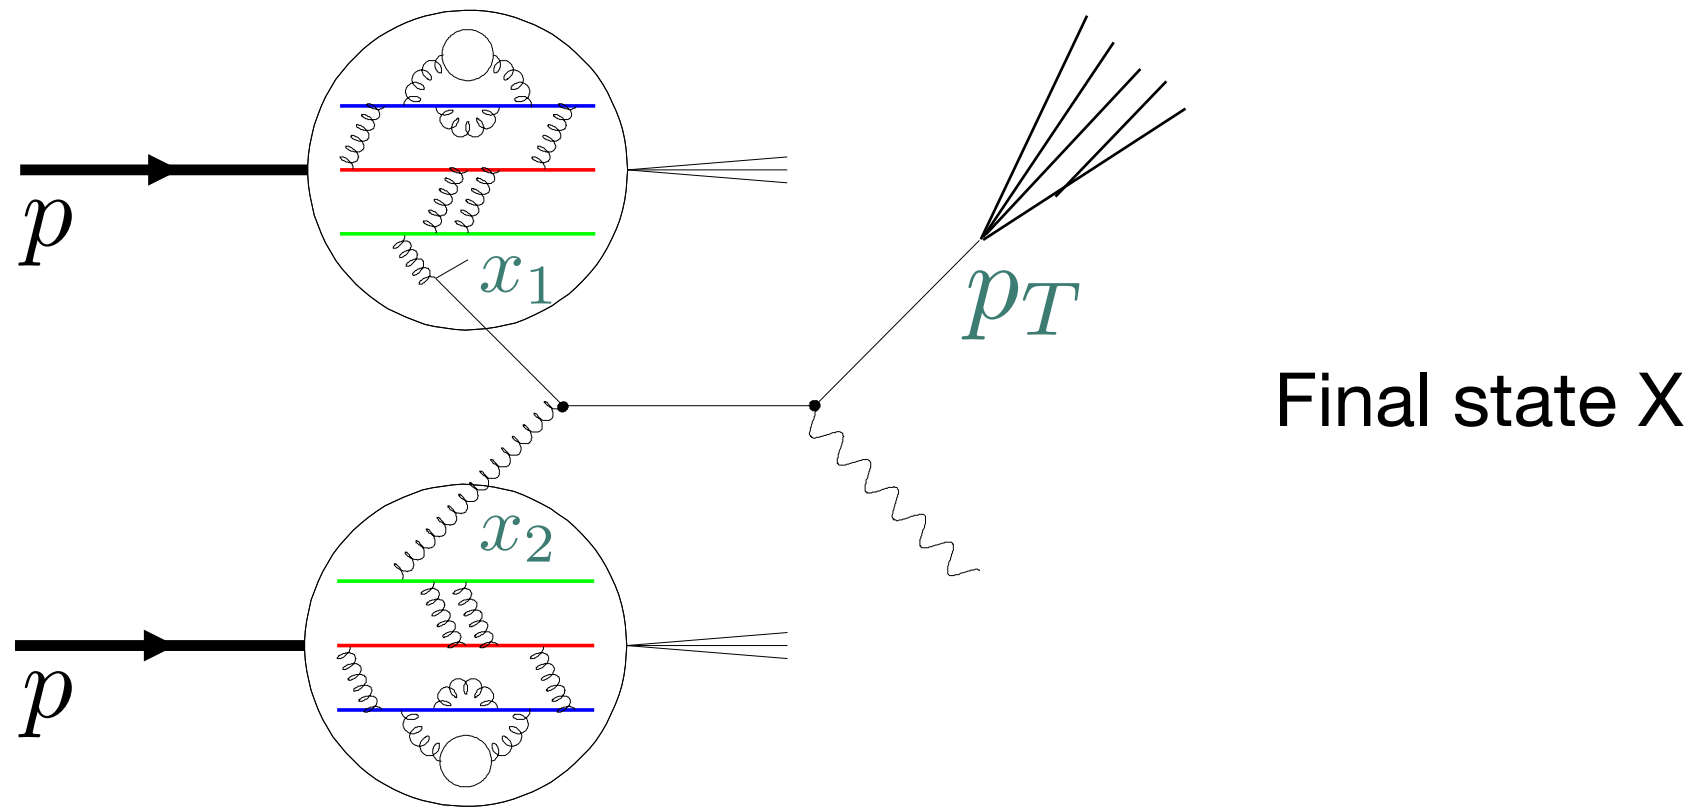 p
x₁
p_T
Final state X
x₂
p